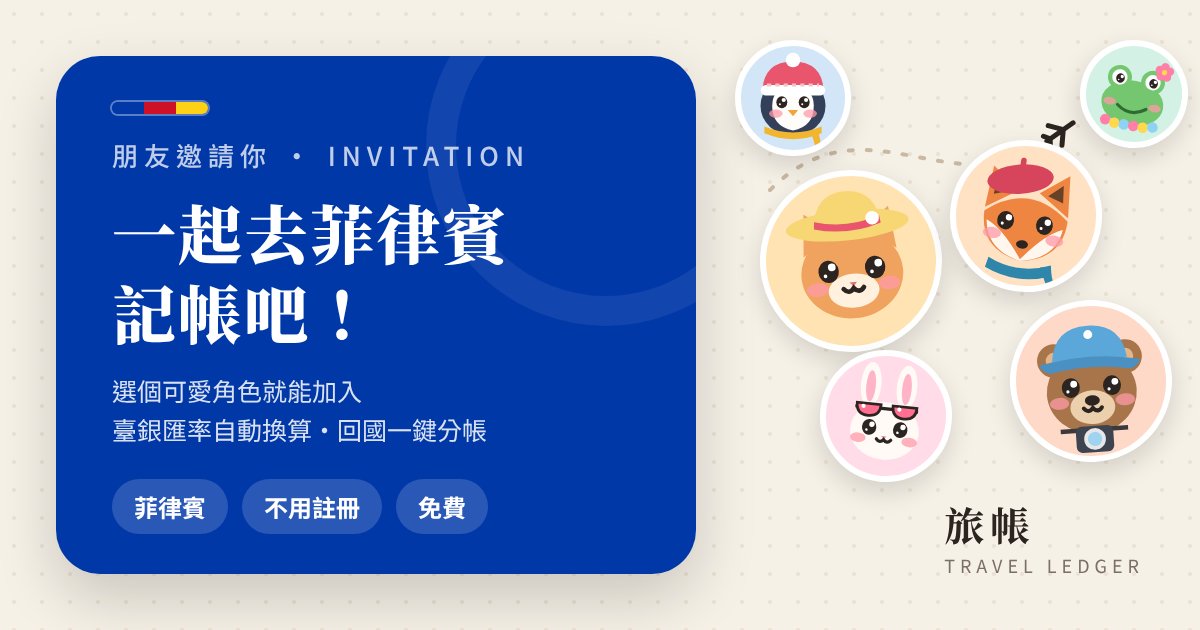 朋友邀請你 • INVITATION
一起去菲律賓
記帳吧！
選個可愛角色就能加入
臺銀匯率自動換算・回國一鍵分帳
菲律賓 不用註冊 免費
旅帳
TRAVEL LEDGER